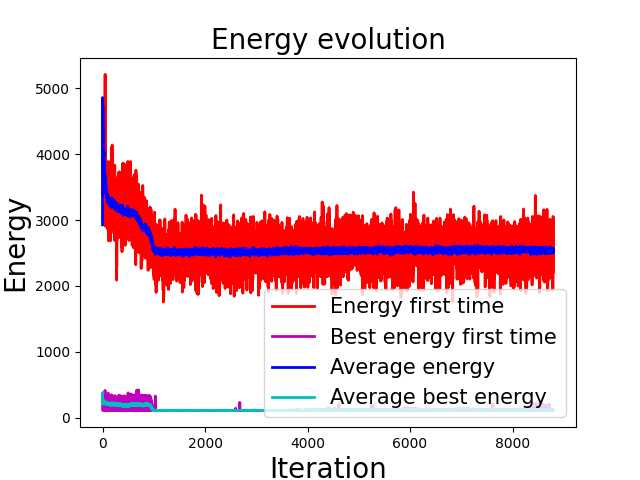 Energy evolution
Energy
5000
4000
3000
2000
1000
0
Energy first time
Best energy first time
Average energy
Average best energy
0 2000 4000 6000 8000
Iteration